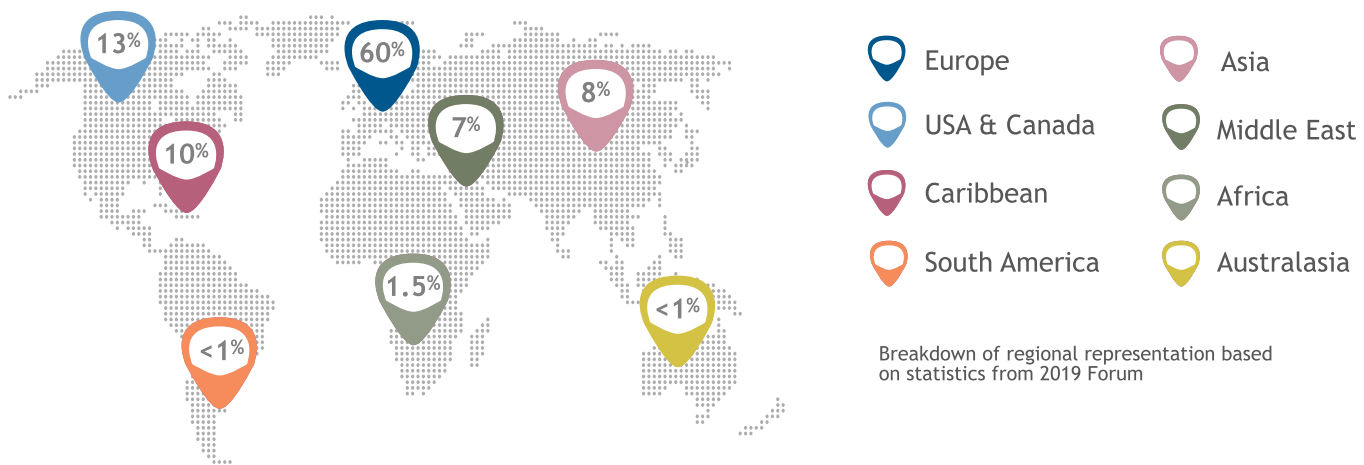 13%
60%
8%
7%
10%
1.5%
<1%
<1%
Europe
USA & Canada
Caribbean
South America
Asia
Middle East
Africa
Australasia
Breakdown of regional representation based
on statistics from 2019 Forum